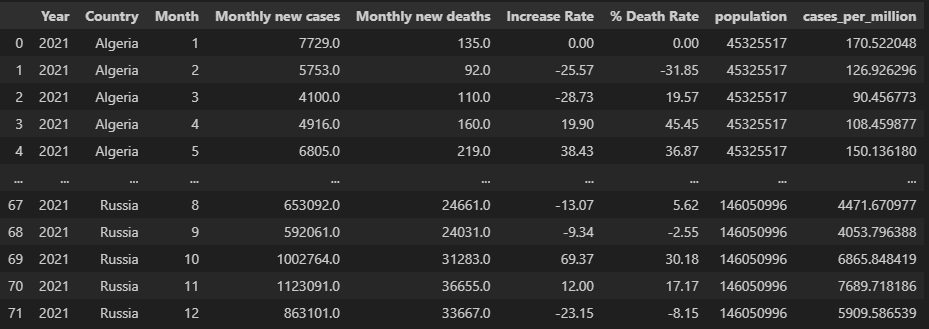 Year Country Month Monthly new cases Monthly new deaths Increase Rate % Death Rate population cases_per_million
0 2021 Algeria 1 7729.0 135.0 0.00 0.00 45325517 170.522048
1 2021 Algeria 2 5753.0 92.0 -25.57 -31.85 45325517 126.926296
2 2021 Algeria 3 4100.0 110.0 -28.73 19.57 45325517 90.456773
3 2021 Algeria 4 4916.0 160.0 19.90 45.45 45325517 108.459877
4 2021 Algeria 5 6805.0 219.0 38.43 36.87 45325517 150.136180
... ... ... ... ... ... ... ... ... ...
67 2021 Russia 8 653092.0 24661.0 -13.07 5.62 146050996 4471.670977
68 2021 Russia 9 592061.0 24031.0 -9.34 -2.55 146050996 4053.796388
69 2021 Russia 10 1002764.0 31283.0 69.37 30.18 146050996 6865.848419
70 2021 Russia 11 1123091.0 36655.0 12.00 17.17 146050996 7689.718186
71 2021 Russia 12 863101.0 33667.0 -23.15 -8.15 146050996 5909.586539